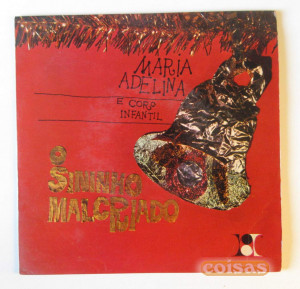 MARIA
ADELINA
E CORO
INFANTIL
O
SININHO
MALCRIADO
coisas